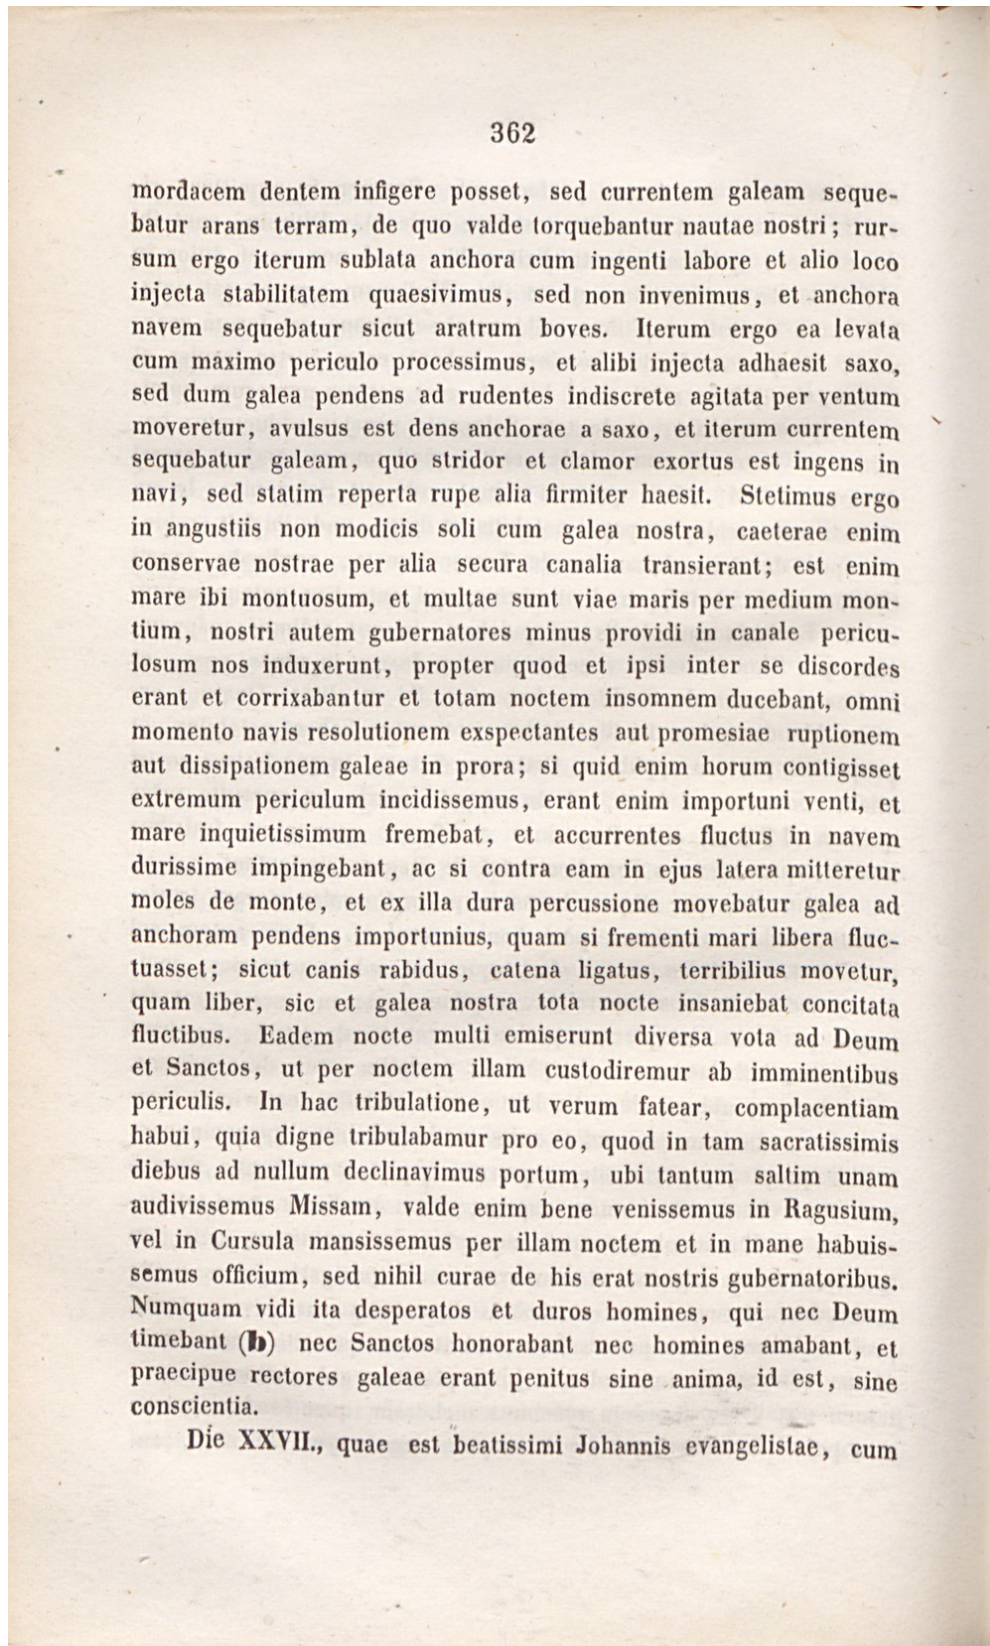 362
mordacem dentem infigere posset, sed currentem galeam seque-
batur arans terram, de quo valde torquebantur nautae nostri; rur-
sum ergo iterum sublata anchora cum ingenti labore et alio loco
injecta stabilitatem quaesivimus, sed non invenimus, et anchora
navem sequebatur sicut aratrum boves. Iterum ergo ea levata
cum maximo periculo processimus, et alibi injecta adhaesit saxo,
sed dum galea pendens ad rudentes indiscrete agitata per ventum
moveretur, avulsus est dens anchorae a saxo, et iterum currentem
sequebatur galeam, quo stridor et clamor exortus est ingens in
navi, sed statim reperta rupe alia firmiter haesit. Stetimus ergo
in angustiis non modicis soli cum galea nostra, caeterae enim
conservae nostrae per alia secura canalia transierant; est enim
mare ibi montuosum, et multae sunt viae maris per medium mon-
tium, nostri autem gubernatores minus providi in canale pericu-
losum nos induxerunt, propter quod et ipsi inter se discordes
erant et corrixabantur et totam noctem insomnem ducebant, omni
momento navis resolutionem exspectantes aut promesiae ruptionem
aut dissipationem galeae in prora; si quid enim horum contigisset
extremum periculum incidissemus, erant enim importuni venti, et
mare inquietissimum fremebat, et accurrentes fluctus in navem
durissime impingebant, ac si contra eam in ejus latera mitteretur
moles de monte, et ex illa dura percussione movebatur galea ad
anchoram pendens importunius, quam si frementi mari libera fluc-
tuasset; sicut canis rabidus, catena ligatus, terribilius movetur,
quam liber, sic et galea nostra tota nocte insaniebat concitata
fluctibus. Eadem nocte multi emiserunt diversa vota ad Deum
et Sanctos, ut per noctem illam custodiremur ab imminentibus
periculis. In hac tribulatione, ut verum fatear, complacentiam
habui, quia digne tribulabamur pro eo, quod in tam sacratissimis
diebus ad nullum declinavimus portum, ubi tantum saltim unam
audivissemus Missam, valde enim bene venissemus in Ragusium,
vel in Cursula mansissemus per illam noctem et in mane habuis-
semus officium, sed nihil curae de his erat nostris gubernatoribus.
Numquam vidi ita desperatos et duros homines, qui nec Deum
timebant (b) nec Sanctos honorabant nec homines amabant, et
praecipue rectores galeae erant penitus sine anima, id est, sine
conscientia.
Die XXVII., quae est beatissimi Johannis evangelistae, cum